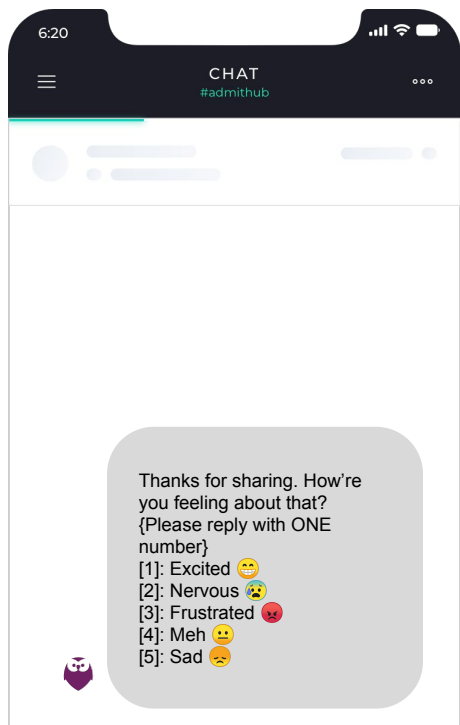 6:20
CHAT
#admithub
Thanks for sharing. How’re
you feeling about that?
{Please reply with ONE
number}
[1]: Excited 😁
[2]: Nervous 😰
[3]: Frustrated 😡
[4]: Meh 😐
[5]: Sad 😞